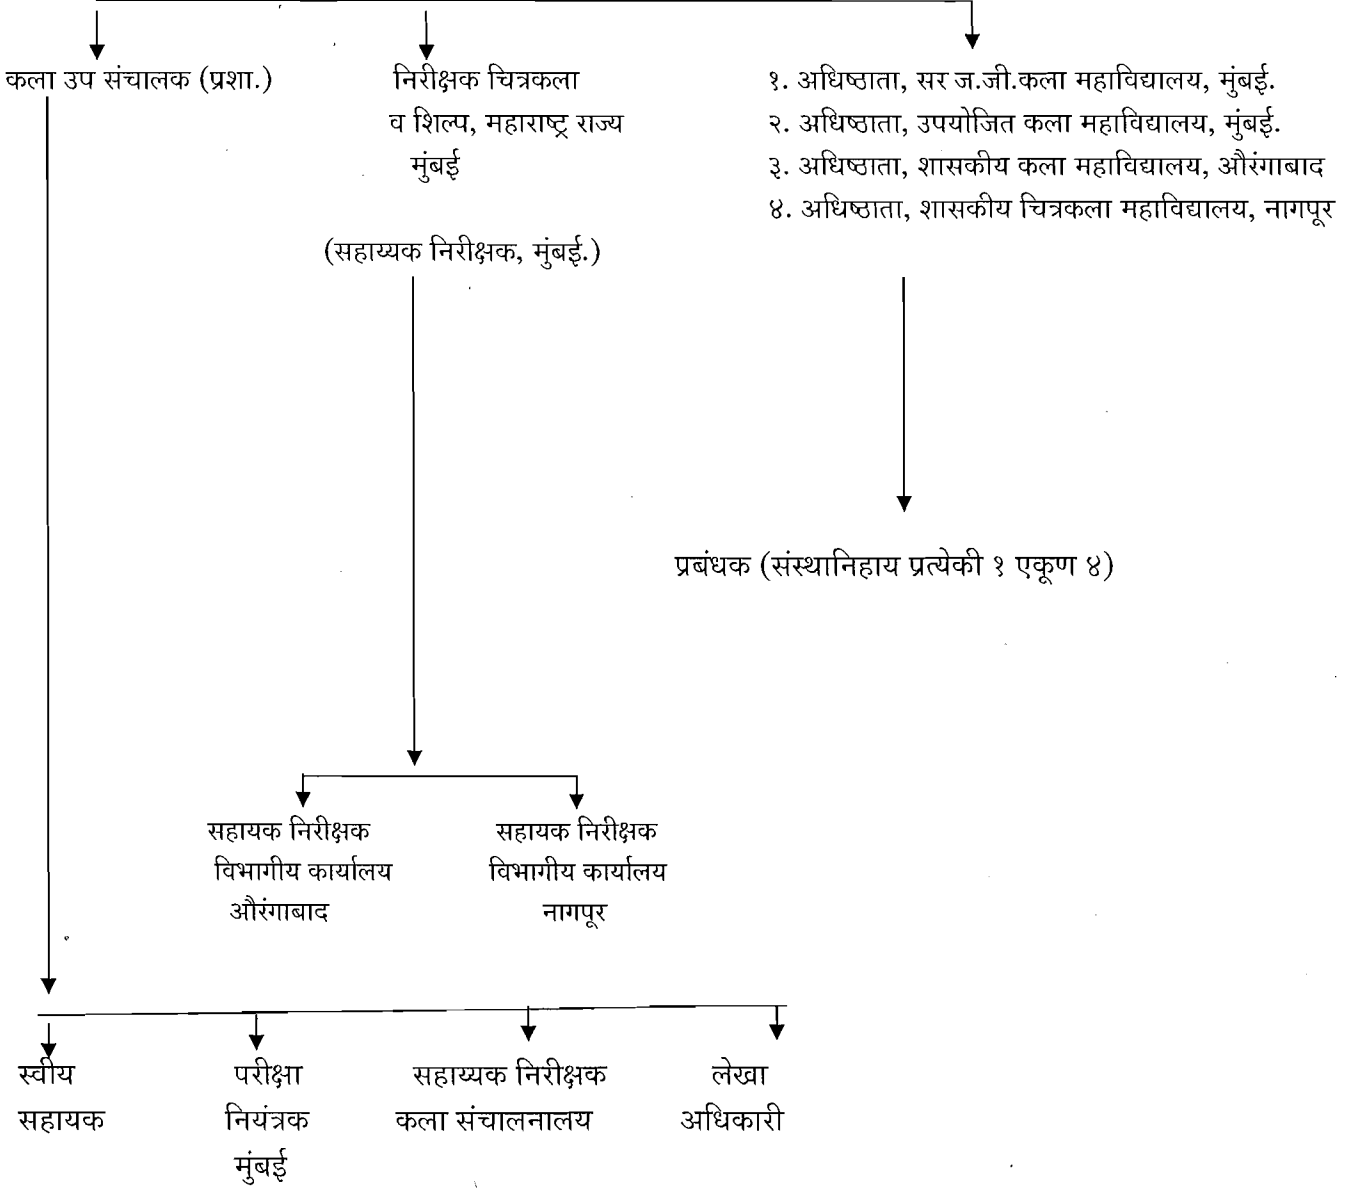 कला उप संचालक (प्रशा.)
निरीक्षक चित्रकला
व शिल्प, महाराष्ट्र राज्य
मुंबई
(सहाय्यक निरीक्षक, मुंबई.)
१. अधिष्ठाता, सर ज.जी.कला महाविद्यालय, मुंबई.
२. अधिष्ठाता, उपयोजित कला महाविद्यालय, मुंबई.
३. अधिष्ठाता, शासकीय कला महाविद्यालय, औरंगाबाद
४. अधिष्ठाता, शासकीय चित्रकला महाविद्यालय, नागपूर
प्रबंधक (संस्थानिहाय प्रत्येकी १ एकूण ४)
सहायक निरीक्षक
विभागीय कार्यालय
औरंगाबाद
सहायक निरीक्षक
विभागीय कार्यालय
नागपूर
स्वीय
सहायक
परीक्षा
नियंत्रक
मुंबई
सहाय्यक निरीक्षक
कला संचालनालय
लेखा
अधिकारी